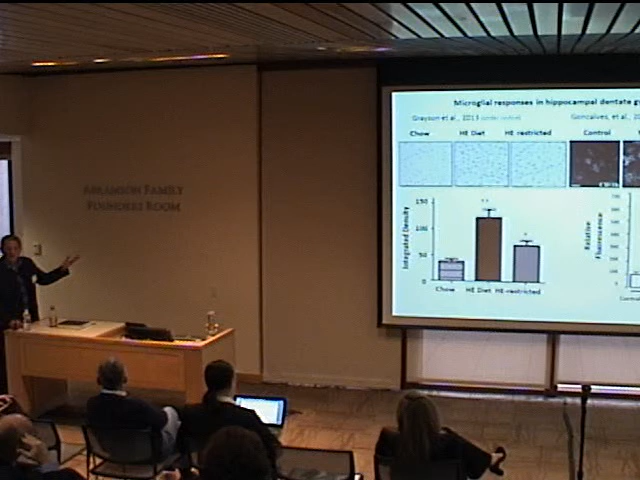 ABRAMSON FAMILY
FOUNDERS ROOM
Microglial responses in hippocampal dentate
Grayson et al., 2013
Goncalves, et al.,
Chow
HE Diet
HE restricted
Control
150
100
50
0
Integrated Density
Chow
HE Diet
HE-restricted
Relative
Fluorescence